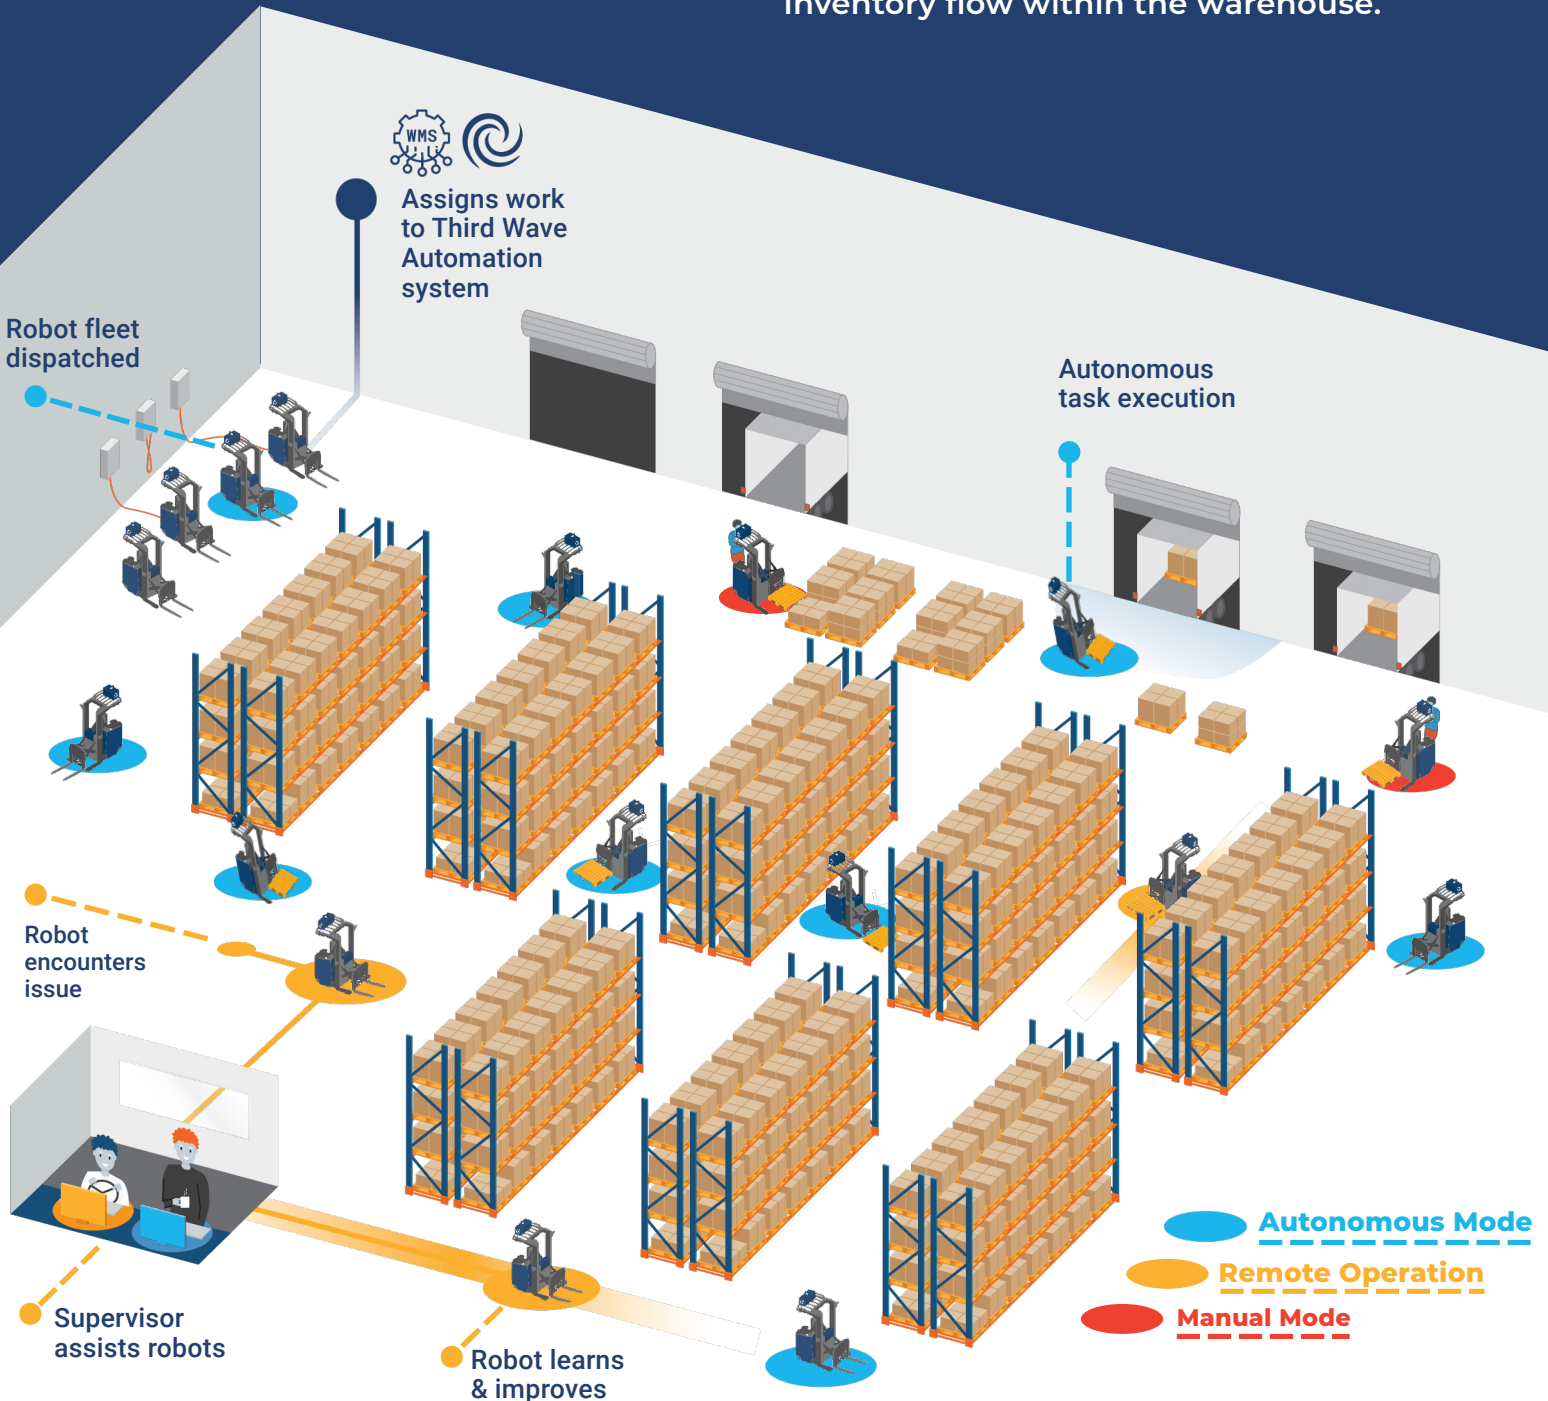 inventory flow within the warehouse.
WMS
Assigns work
to Third Wave
Automation
system
Robot fleet
dispatched
Autonomous
task execution
Robot
encounters
issue
Supervisor
assists robots
Robot learns
& improves
Autonomous Mode
Remote Operation
Manual Mode